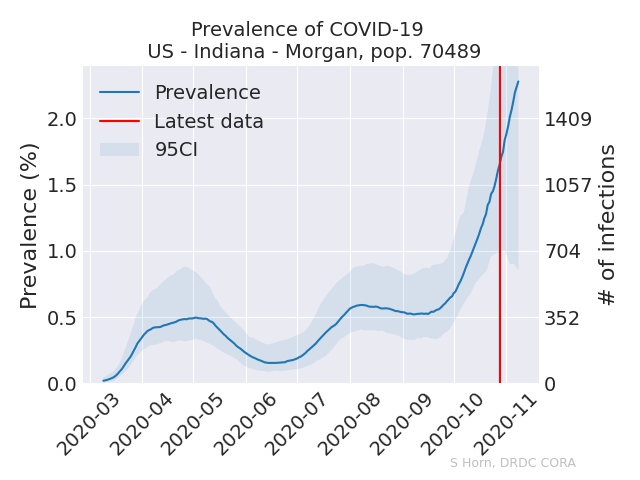 Prevalence of COVID-19
US - Indiana - Morgan, pop. 70489
Prevalence
Latest data
95CI
Prevalence (%)
2.0
1.5
1.0
0.5
0.0
# of infections
1409
1057
704
352
0
2020-03
2020-04
2020-05
2020-06
2020-07
2020-08
2020-09
2020-10
2020-11
S Horn, DRDC CORA